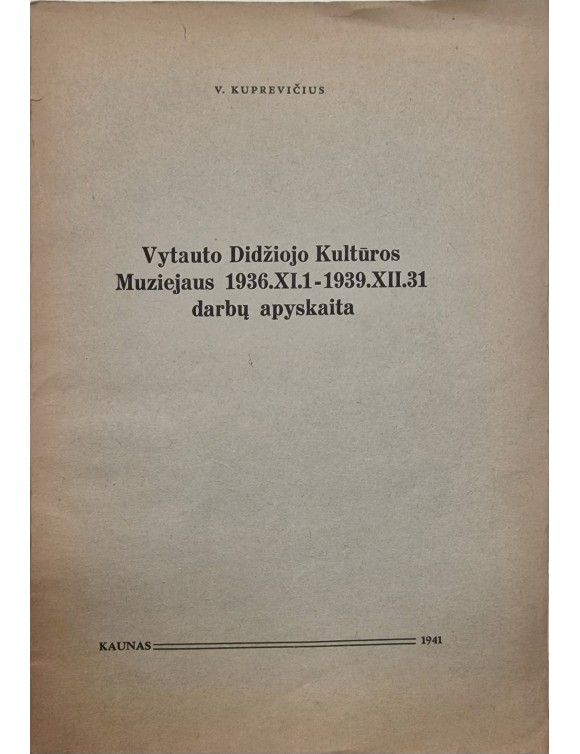 V. KUPREVIČIUS
Vytauto Didžiojo Kultūros
Muziejaus 1936.XI.1-1939.XII.31
darbų apyskaita
KAUNAS 1941